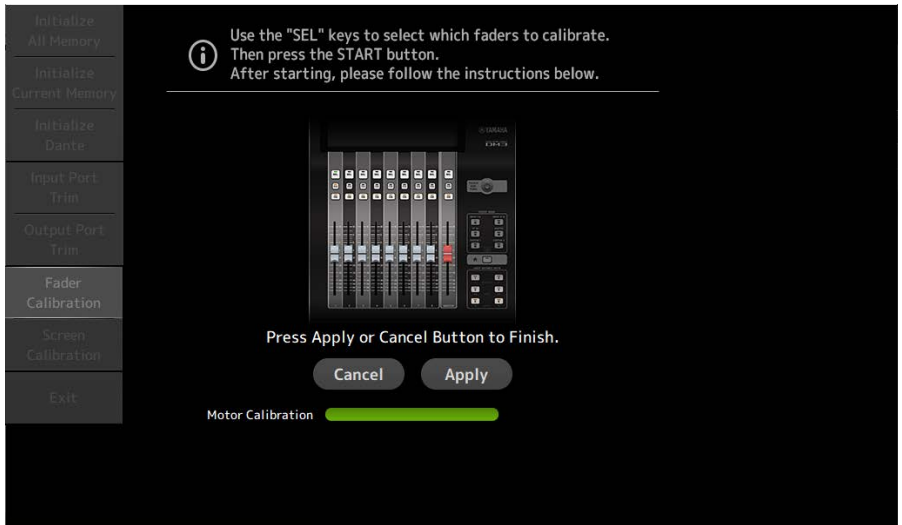 Initialize
All Memory
Initialize
Current Memory
Initialize
Dante
Input Port
Trim
Output Port
Trim
Fader
Calibration
Screen
Calibration
Exit
Use the "SEL" keys to select which faders to calibrate.
Then press the START button.
After starting, please follow the instructions below.
YAMAHA
Press Apply or Cancel Button to Finish.
Cancel
Apply
Motor Calibration